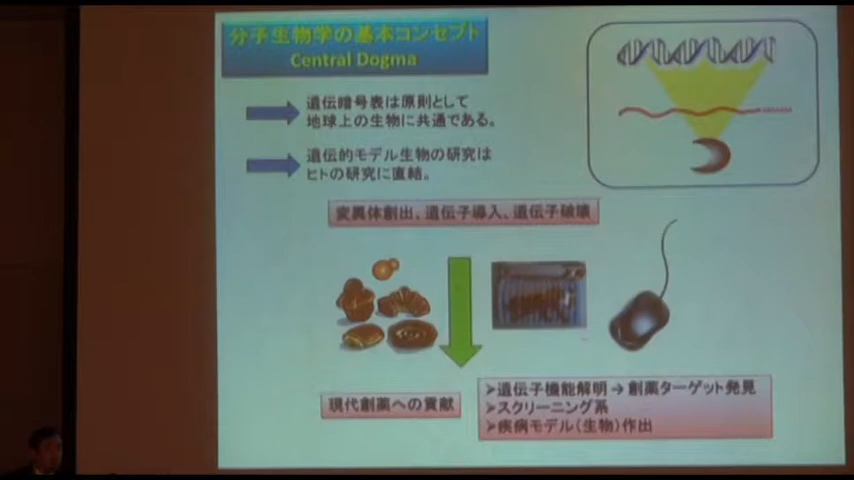 分子生物学の基本コンセプト
Central Dogma
遺伝暗号表は原則として
地球上の生物に共通である。
遺伝的モデル生物の研究は
ヒトの研究に直結。
変異体創出、遺伝子導入、遺伝子破壊
現代創薬への貢献
➢遺伝子機能解明→創薬ターゲット発見
➢スクリーニング系
➢疾病モデル(生物)作出